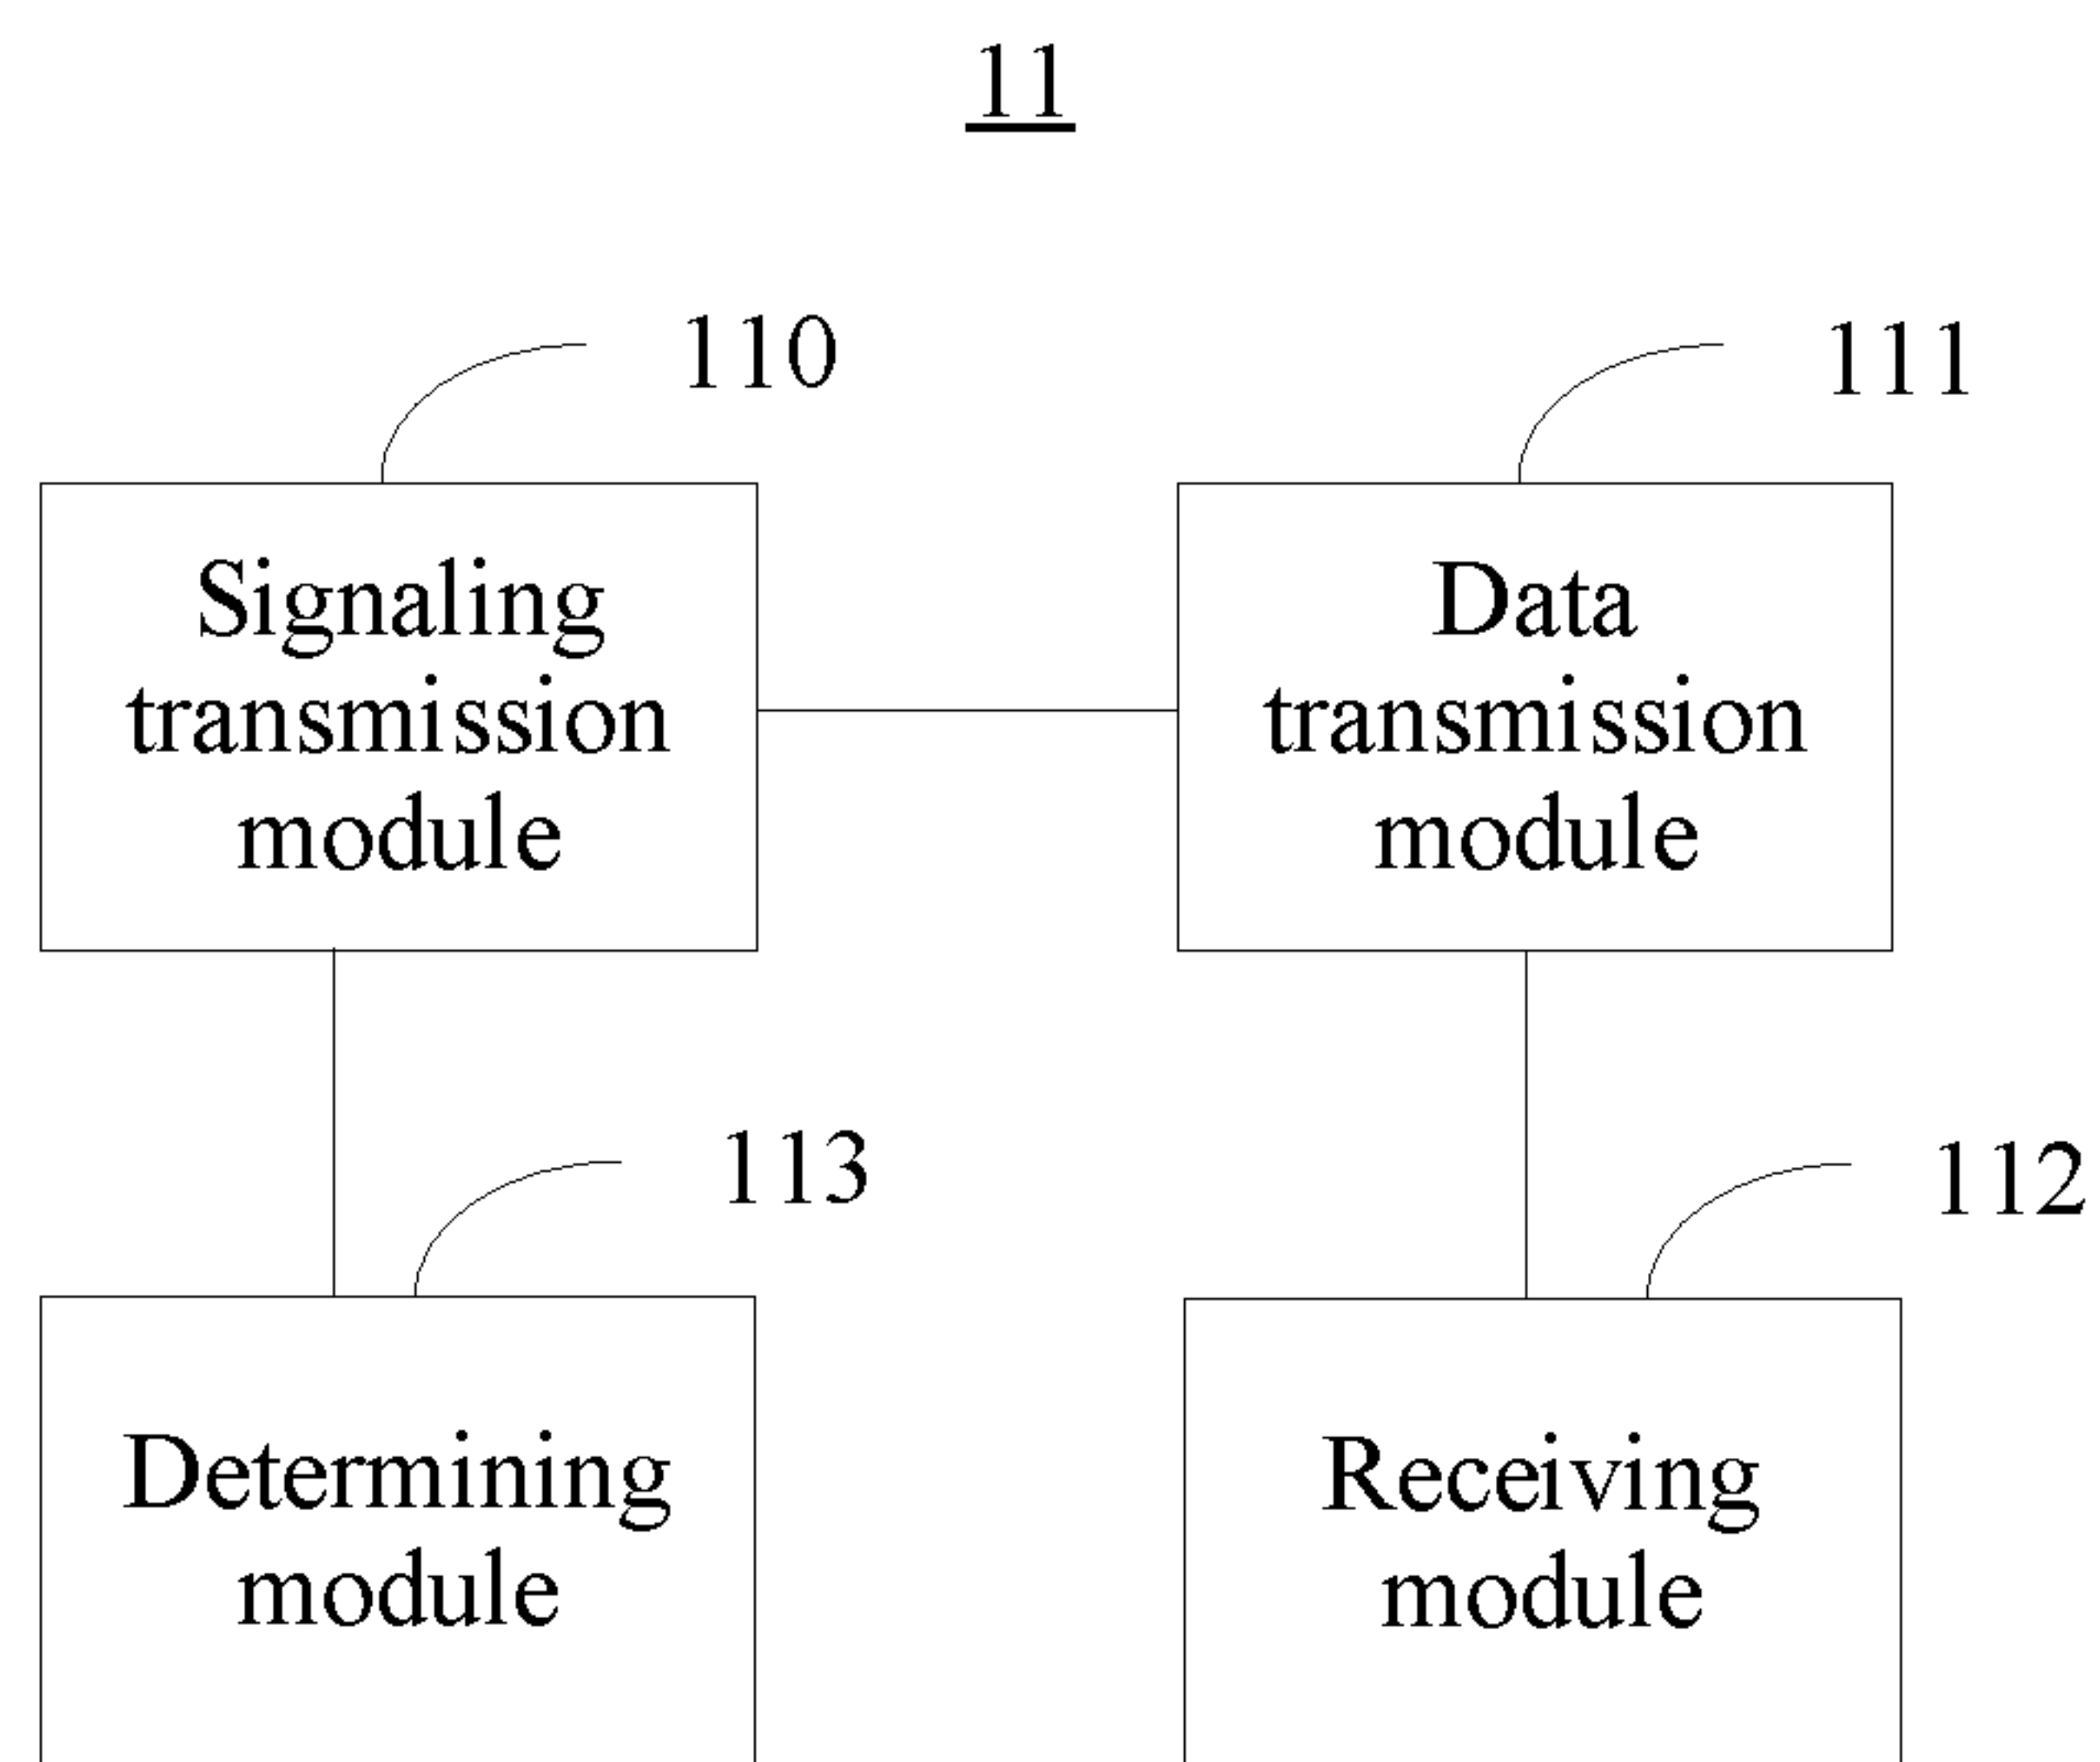 11
110
111
Signaling
transmission
module
Data
transmission
module
113
112
Determining
module
Receiving
module